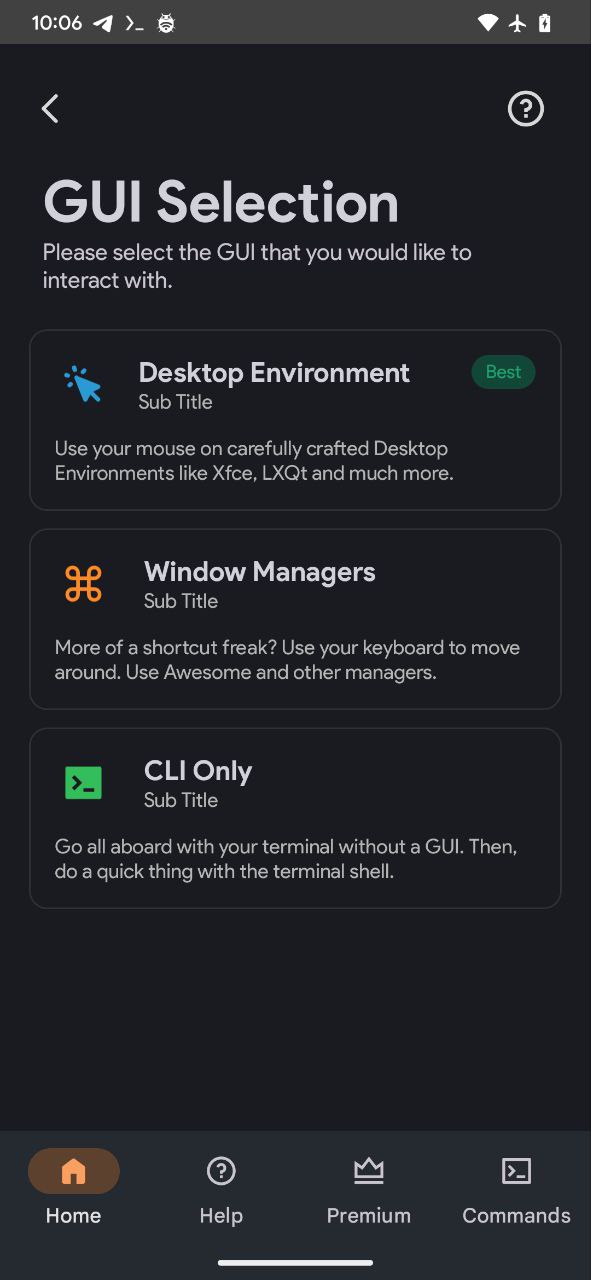 10:06
GUI Selection
Please select the GUI that you would like to
interact with.
Desktop Environment
Best
Sub Title
Use your mouse on carefully crafted Desktop
Environments like Xfce, LXQt and much more.
Window Managers
Sub Title
More of a shortcut freak? Use your keyboard to move
around. Use Awesome and other managers.
CLI Only
Sub Title
Go all aboard with your terminal without a GUI. Then,
do a quick thing with the terminal shell.
Home
Help
Premium
Commands